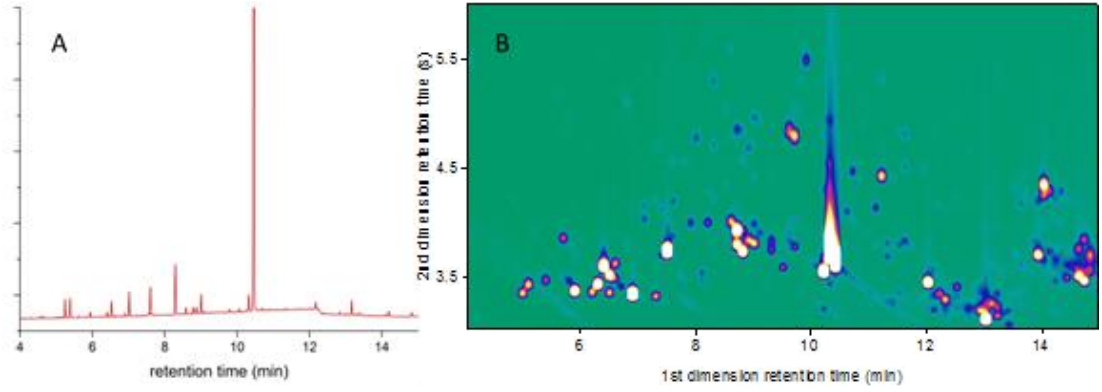 A
4 6 8 10 12 14
retention time (min)
B
2nd dimension retention time (s)
5.5
4.5
3.5
6 8 10 12 14
1st dimension retention time (min)